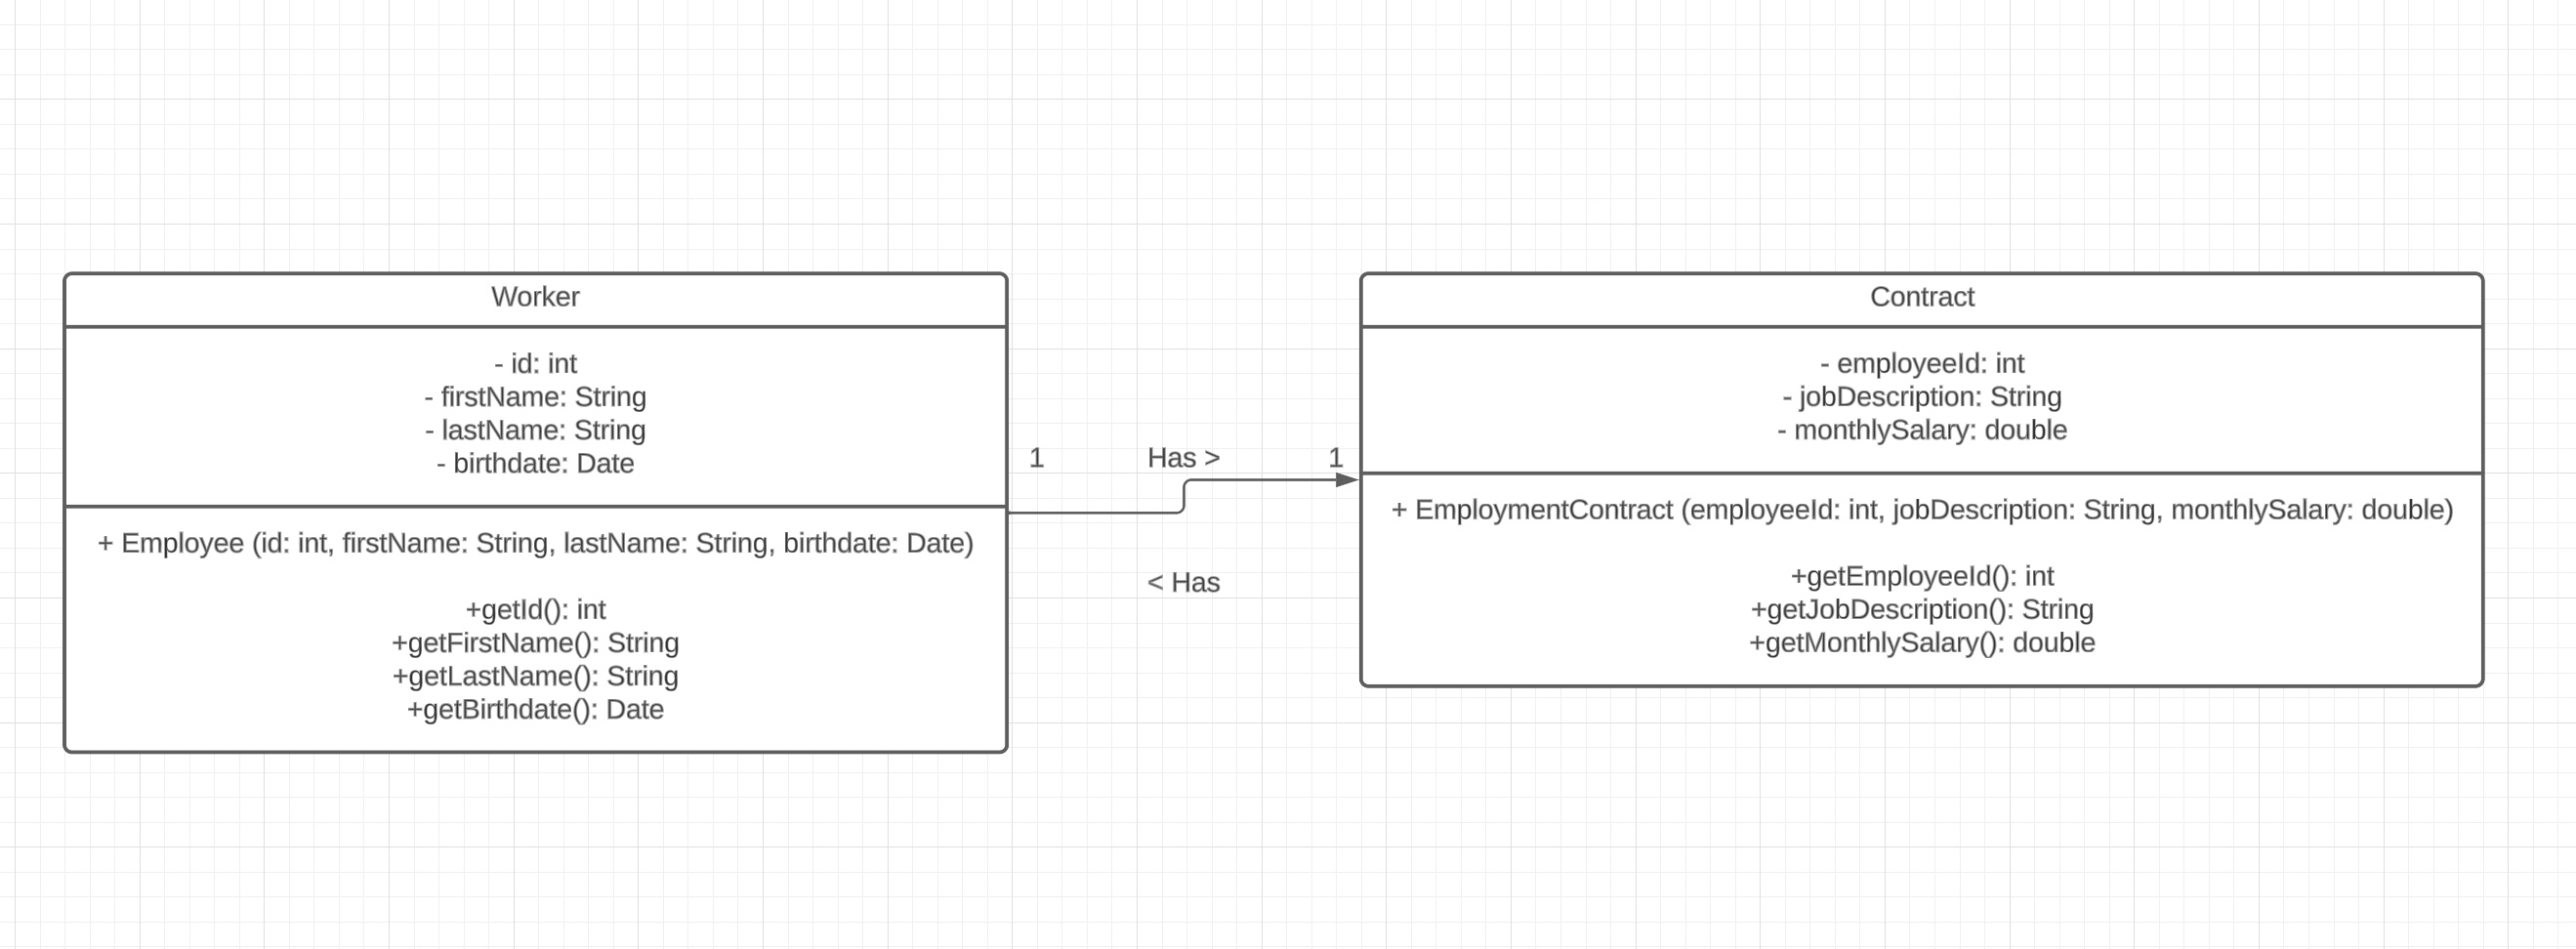 Worker
- id: int
- firstName: String
- lastName: String
- birthdate: Date
+ Employee (id: int, firstName: String, lastName: String, birthdate: Date)
+getId(): int
+getFirstName(): String
+getLastName(): String
+getBirthdate(): Date
1
Has >
1
< Has
Contract
- employeeId: int
- jobDescription: String
- monthlySalary: double
+ EmploymentContract (employeeId: int, jobDescription: String, monthlySalary: double)
+getEmployeeId(): int
+getJobDescription(): String
+getMonthlySalary(): double